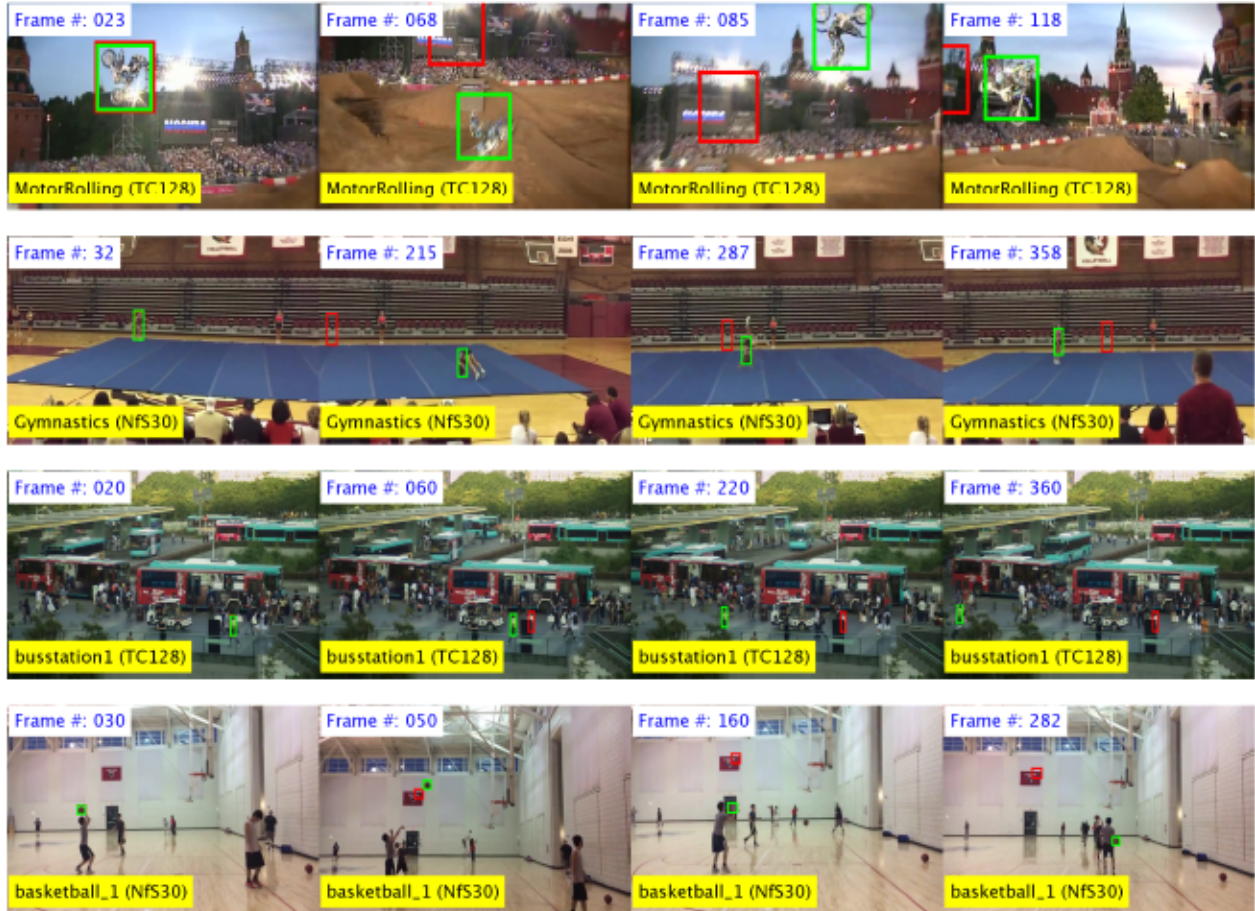 Frame #: 023
Frame #: 068
Frame #: 085
Frame #: 118
MotorRolling (TC128)
MotorRolling (TC128)
MotorRolling (TC128)
MotorRolling (TC128)
Frame #: 32
Frame #: 215
Frame #: 287
Frame #: 358
Gymnastics (NfS30)
Gymnastics (NfS30)
Gymnastics (NfS30)
Gymnastics (NfS30)
Frame #: 020
Frame #: 060
Frame #: 220
Frame #: 360
busstation1 (TC128)
busstation1 (TC128)
busstation1 (TC128)
busstation1 (TC128)
Frame #: 030
Frame #: 050
Frame #: 160
Frame #: 282
basketball_1 (NfS30)
basketball_1 (NfS30)
basketball_1 (NfS30)
basketball_1 (NfS30)